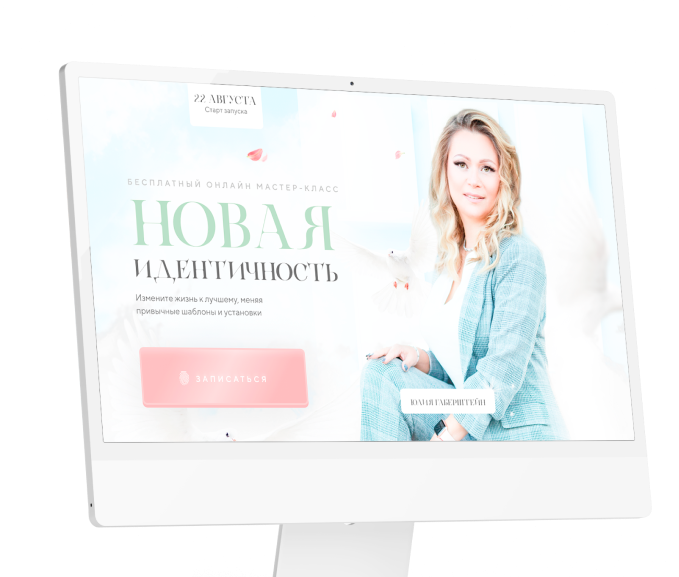 22 АВГУСТА
Старт запуска
БЕСПЛАТНЫЙ ОНЛАЙН МАСТЕР-КЛАСС
НОВАЯ
ИДЕНТИЧНОСТЬ
Измените жизнь к лучшему, меняя
привычные шаблоны и установки
ЗАПИСАТЬСЯ
ЮЛИЯ ГАБЕРШТЕЙН